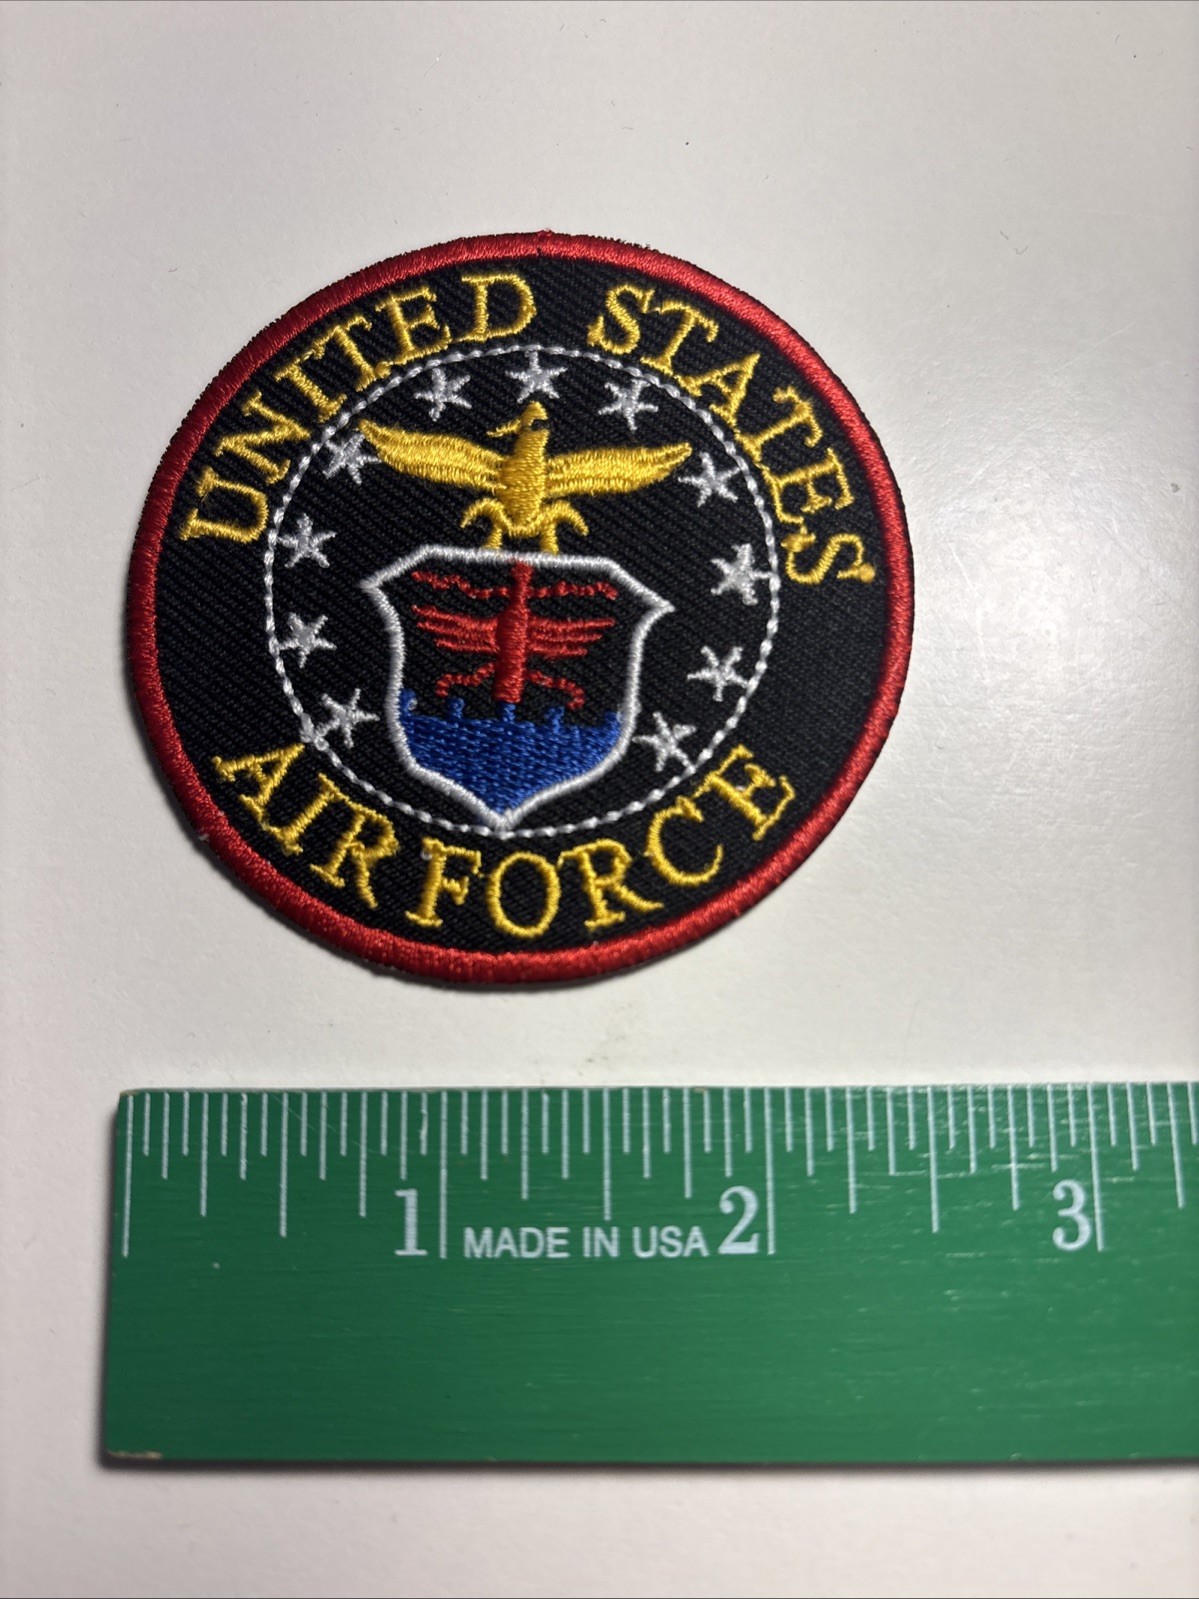 UNITED STATES
AIR FORCE
1 MADE IN USA 2 3